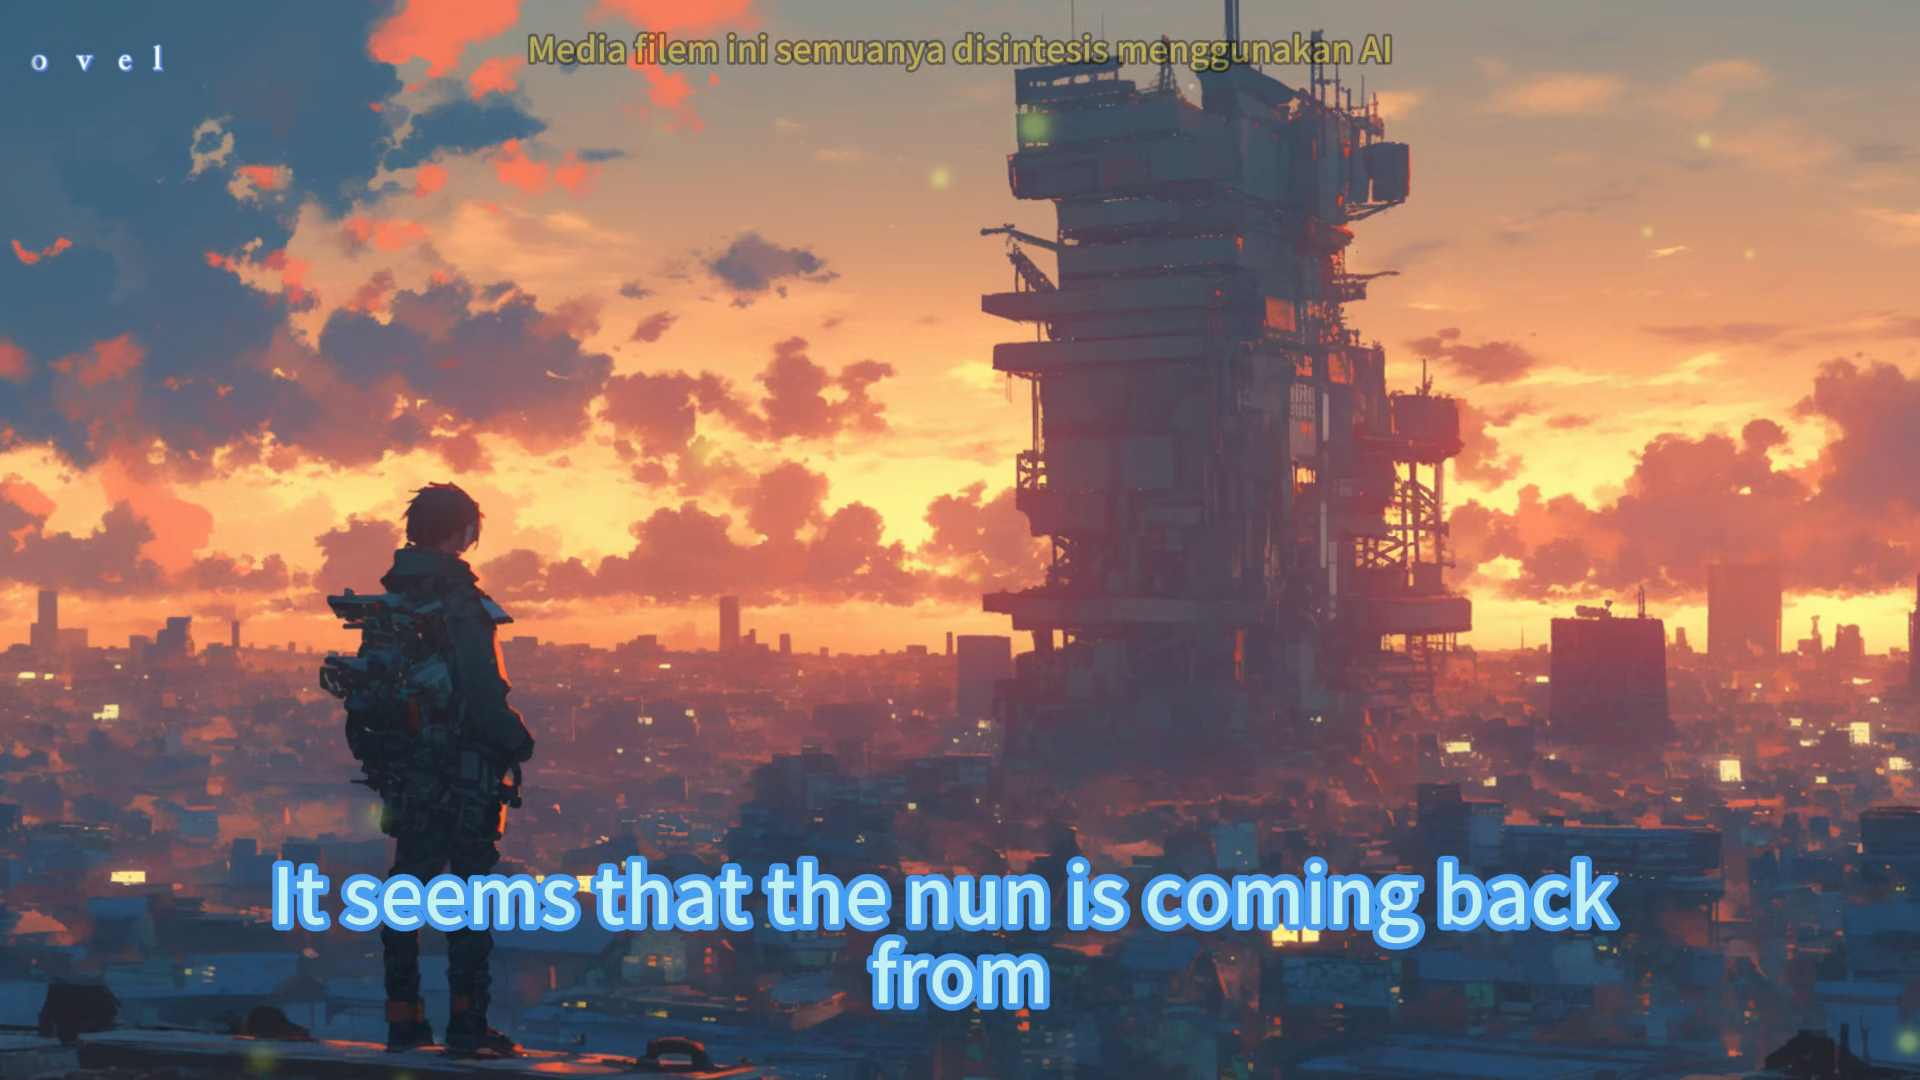 o v e l
Media filem ini semuanya disintesis menggunakan AI
It seems that the nun is coming back
from